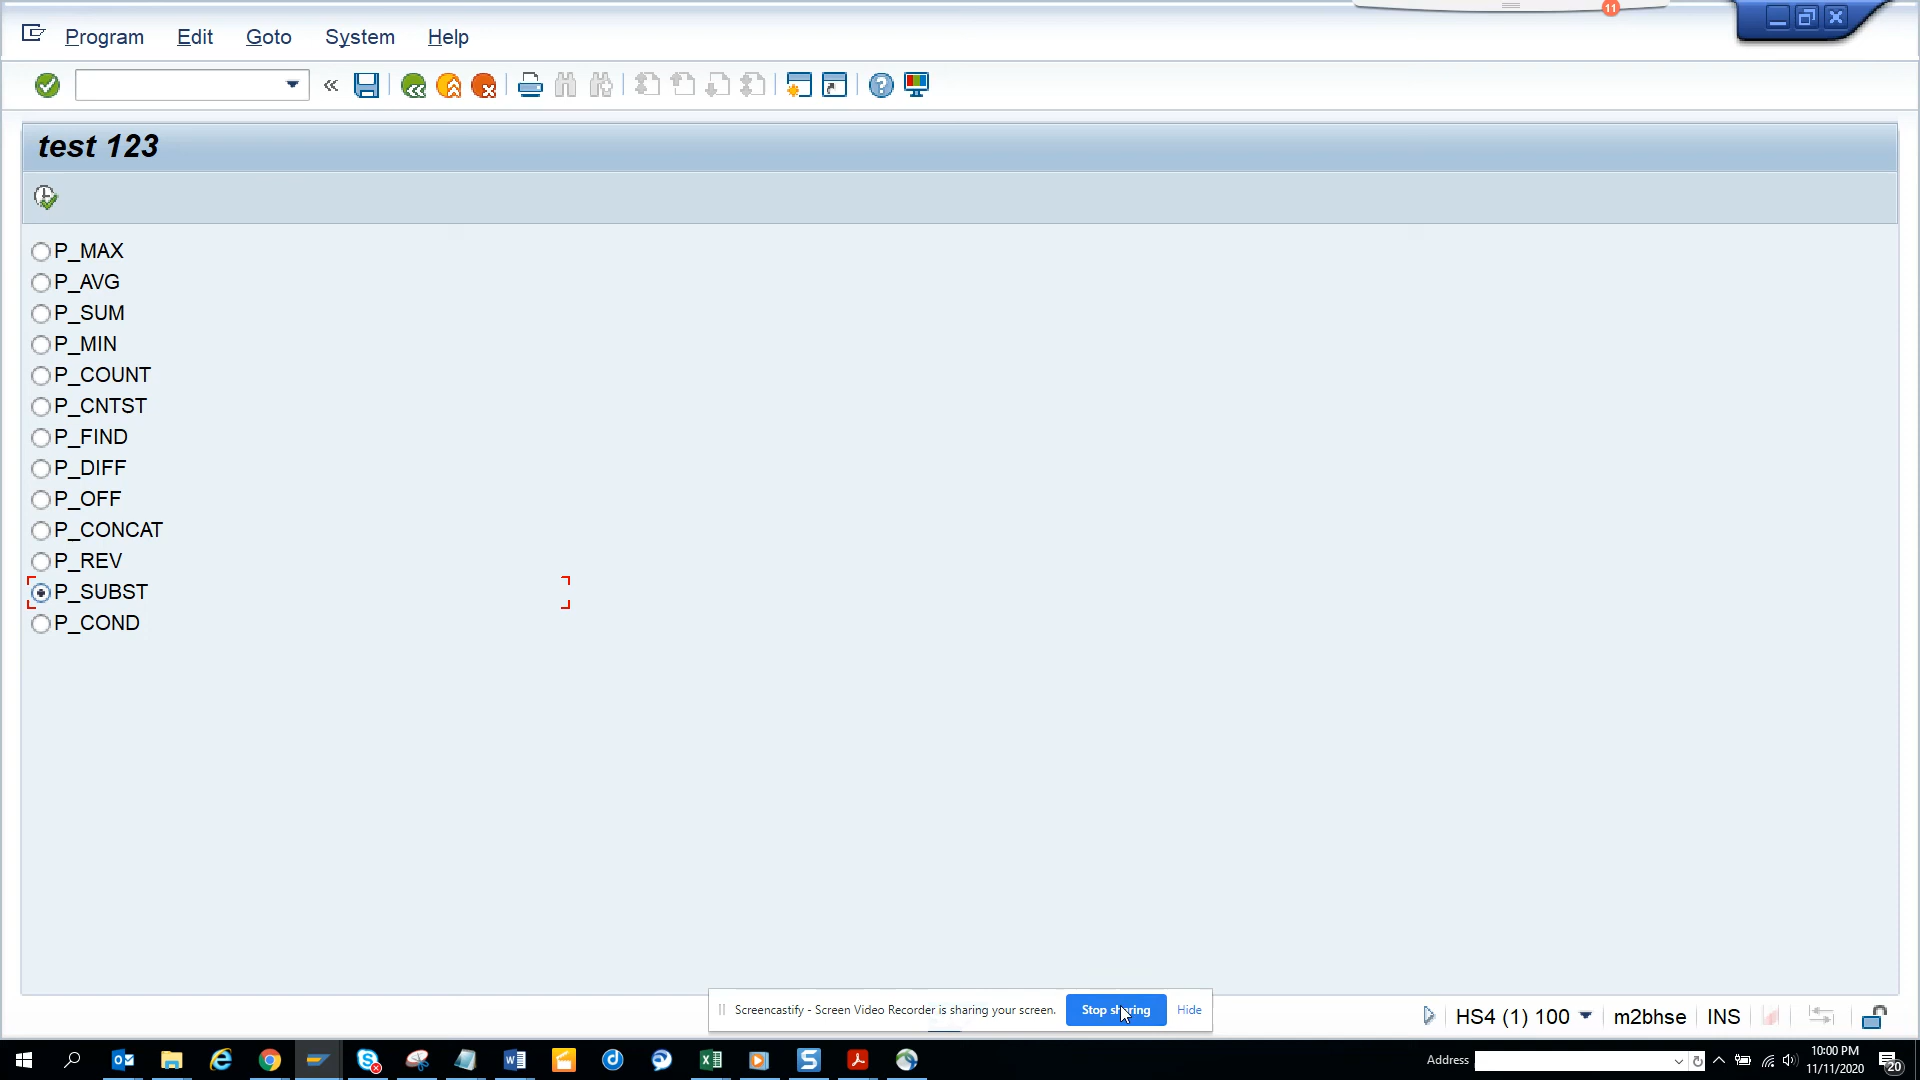 11
Program Edit Goto System Help
test 123
P_MAX
P_AVG
P_SUM
P_MIN
P_COUNT
P_CNTST
P_FIND
P_DIFF
P_OFF
P_CONCAT
P_REV
P_SUBST
P_COND
Screencastify - Screen Video Recorder is sharing your screen. Stop sharing Hide
HS4 (1) 100 m2bhse INS
Address 10:00 PM
11/11/2020 20